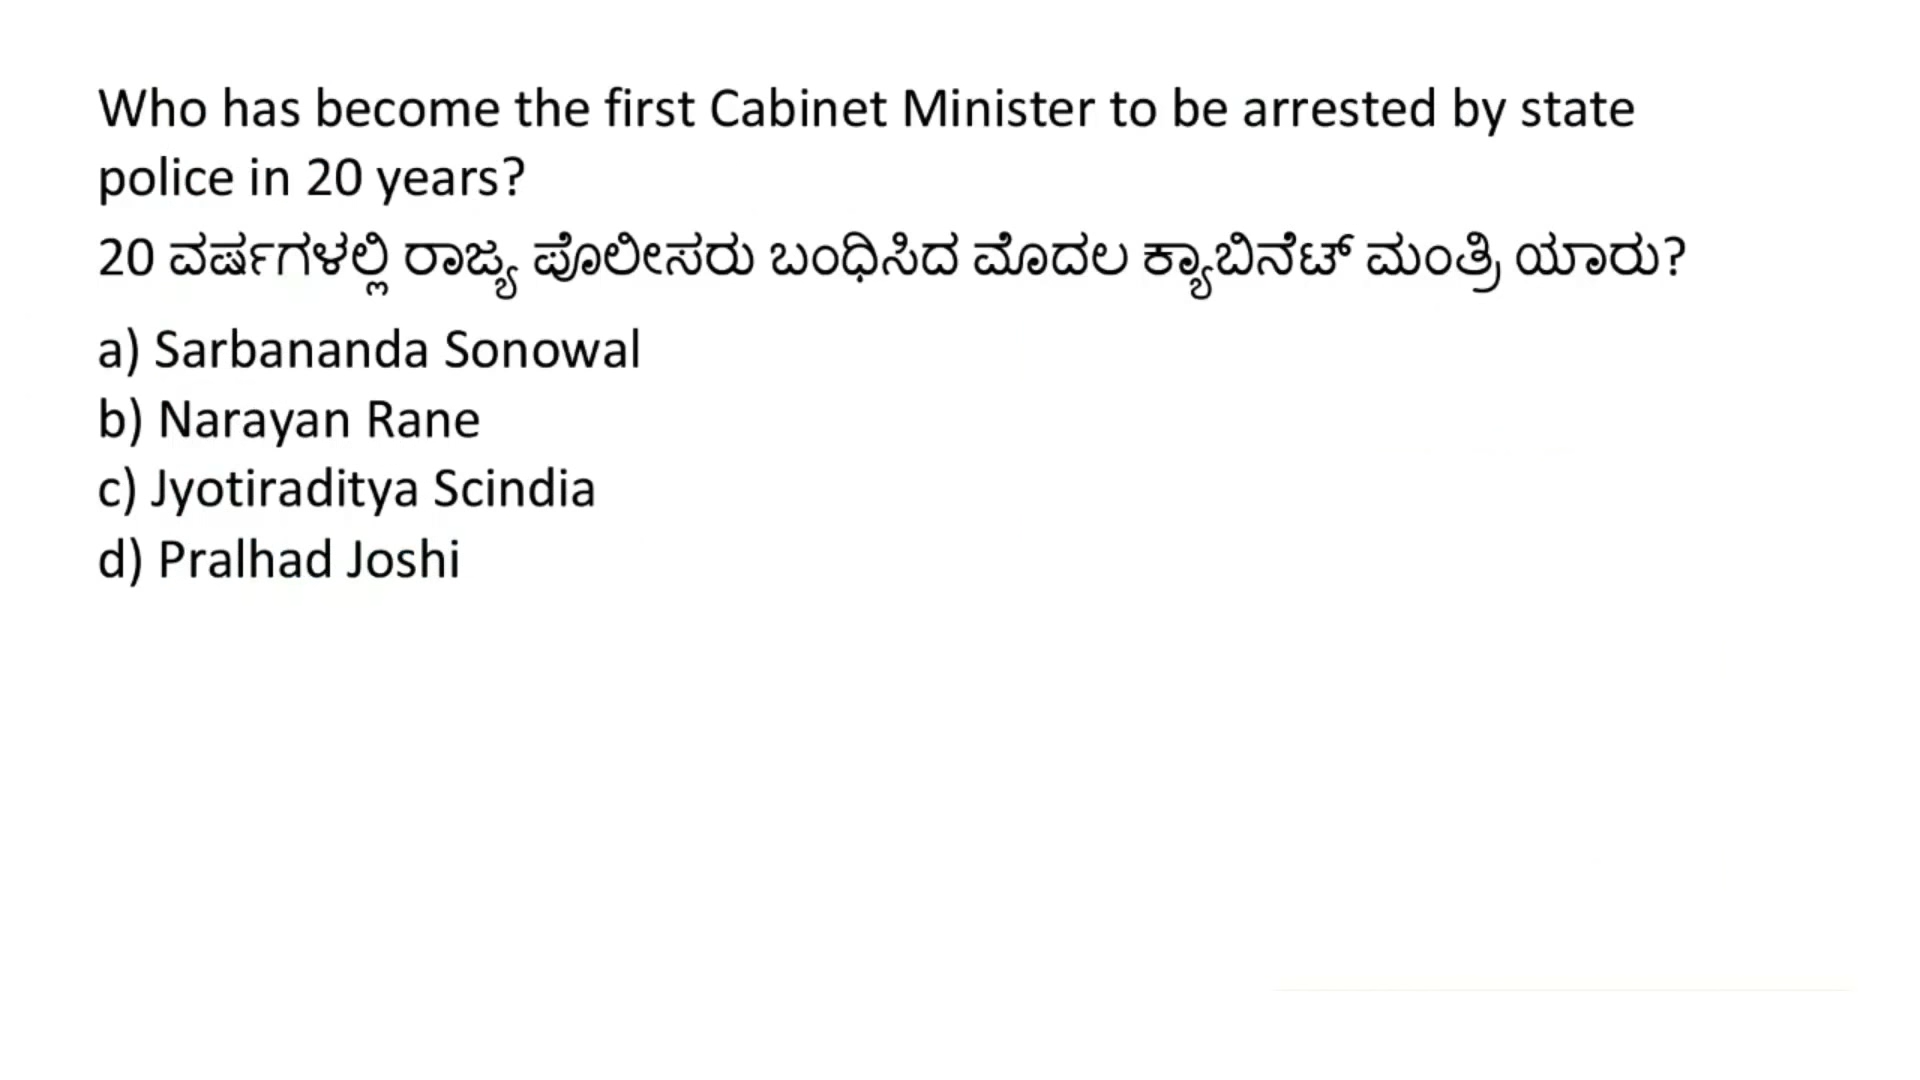 Who has become the first Cabinet Minister to be arrested by state
police in 20 years?
20 ವರ್ಷಗಳಲ್ಲಿ ರಾಜ್ಯ ಪೊಲೀಸರು ಬಂಧಿಸಿದ ಮೊದಲ ಕ್ಯಾಬಿನೆಟ್ ಮಂತ್ರಿ ಯಾರು?
a) Sarbananda Sonowal
b) Narayan Rane
c) Jyotiraditya Scindia
d) Pralhad Joshi